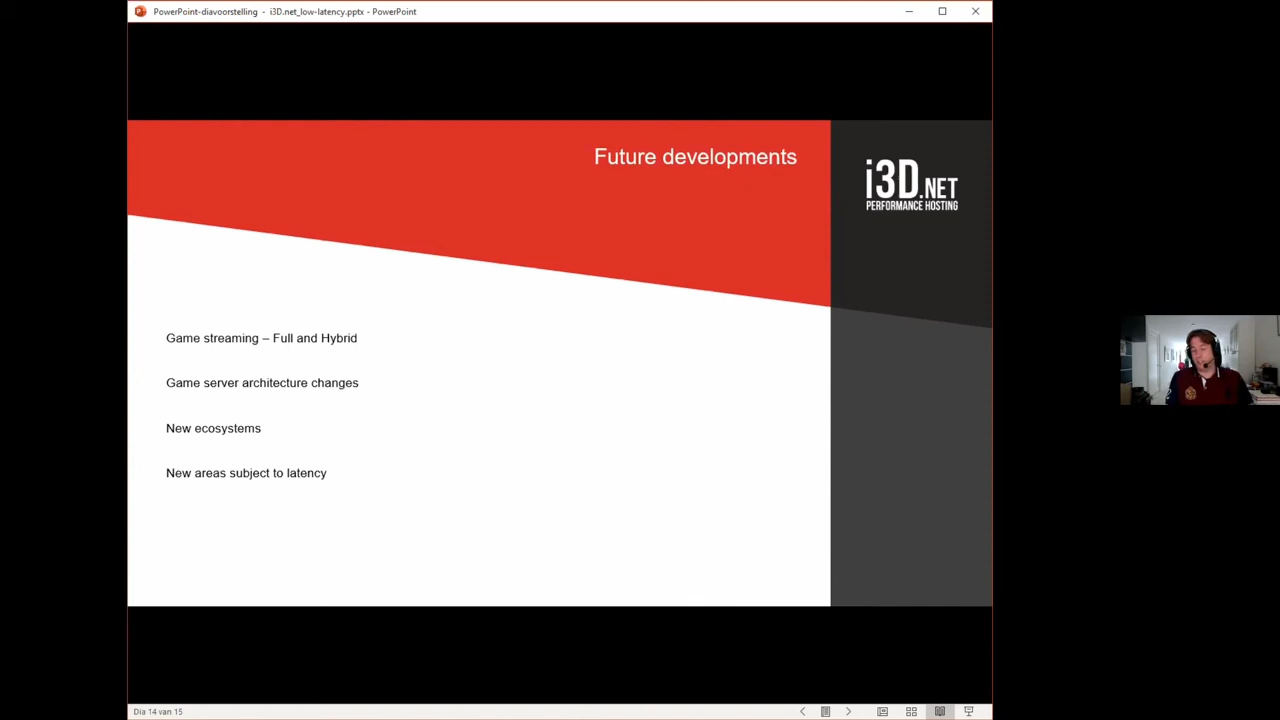 PowerPoint-diavoorstelling - i3D.net_low-latency.pptx - PowerPoint
Future developments
i3D.NET
PERFORMANCE HOSTING
Game streaming – Full and Hybrid
Game server architecture changes
New ecosystems
New areas subject to latency
Dia 14 van 15